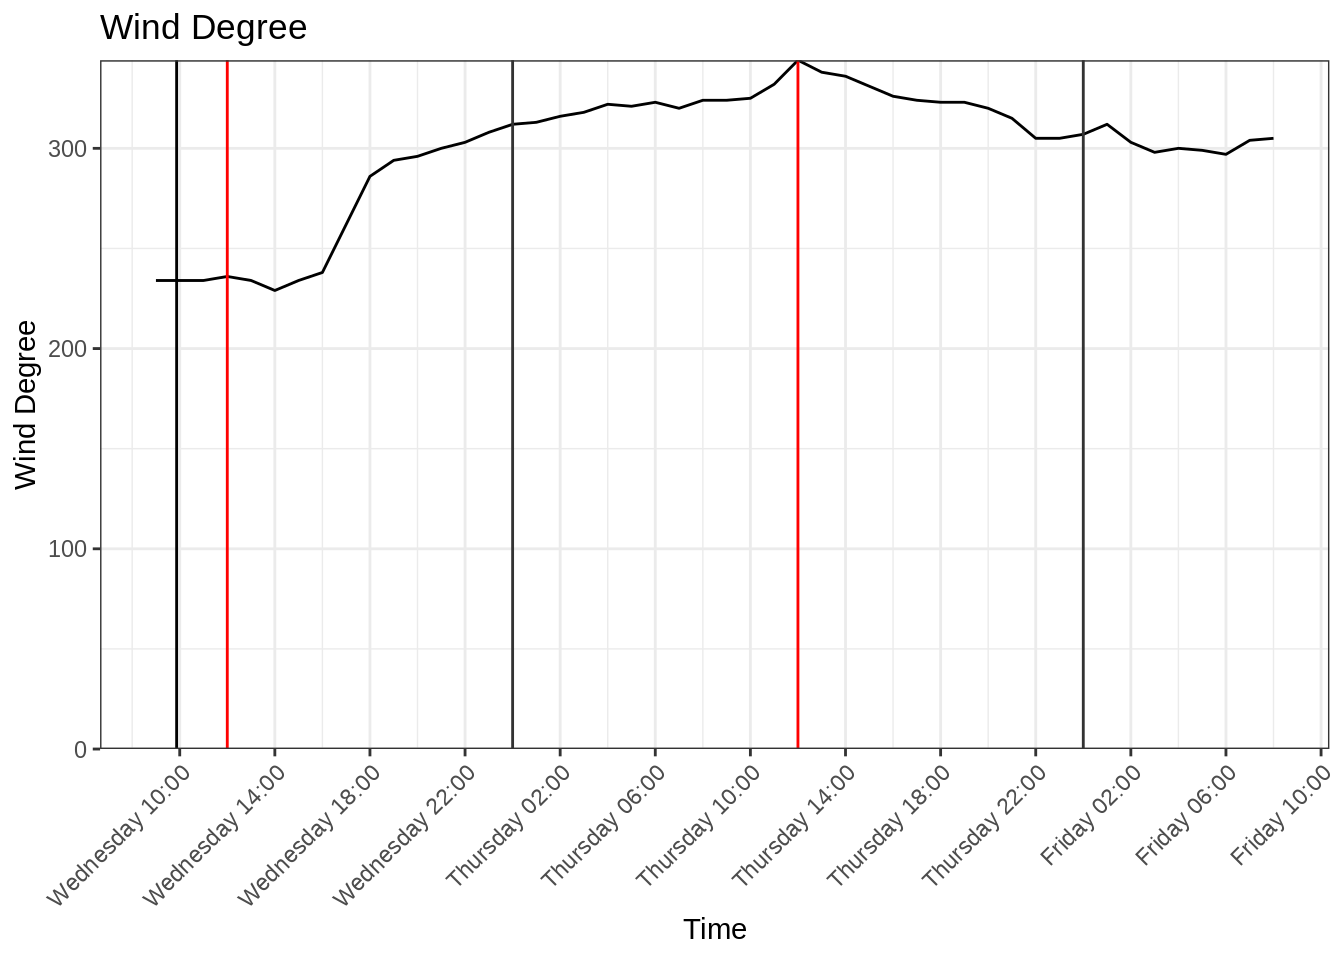 Wind Degree
Wind Degree
300
200
100
0
Wednesday 10:00
Wednesday 14:00
Wednesday 18:00
Wednesday 22:00
Thursday 02:00
Thursday 06:00
Thursday 10:00
Thursday 14:00
Thursday 18:00
Thursday 22:00
Friday 02:00
Friday 06:00
Friday 10:00
Time